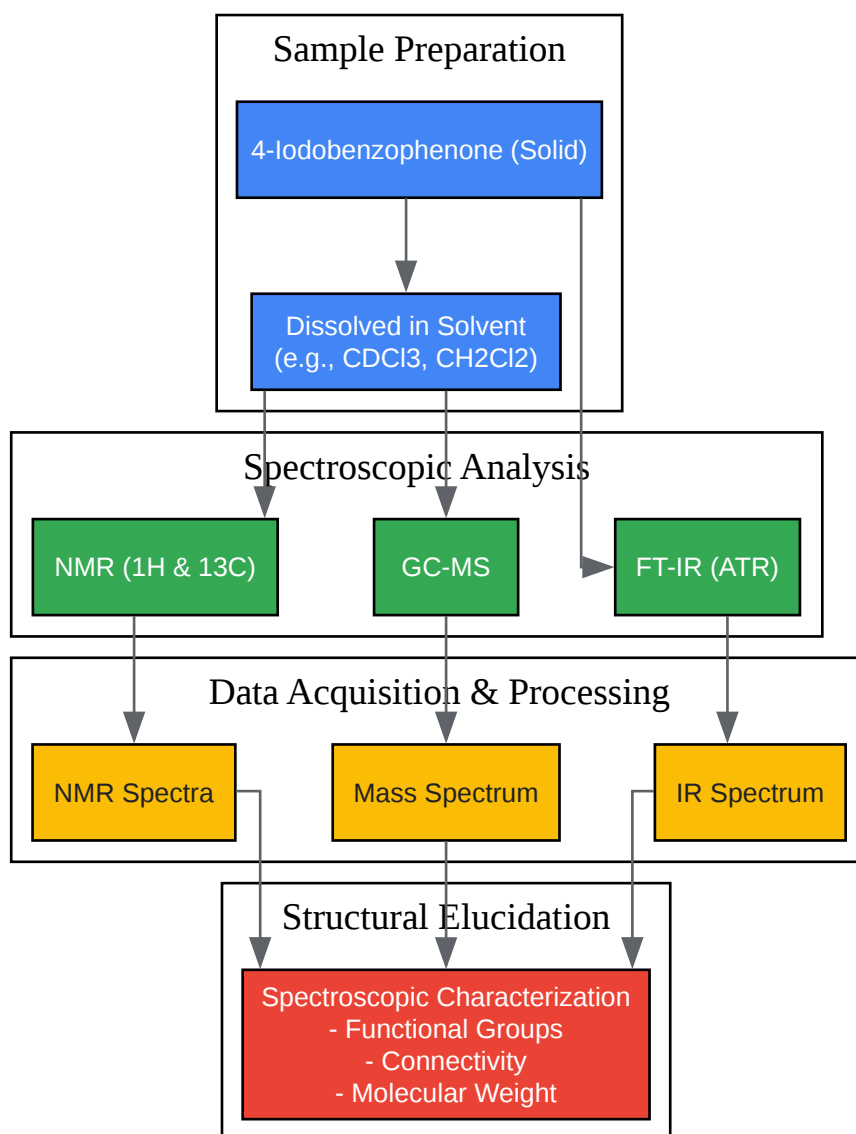 Sample Preparation
4-Iodobenzophenone (Solid)
Dissolved in Solvent
(e.g., CDCl3, CH2Cl2)
Spectroscopic Analysis
NMR (1H & 13C)
GC-MS
FT-IR (ATR)
Data Acquisition & Processing
NMR Spectra
Mass Spectrum
IR Spectrum
Structural Elucidation
Spectroscopic Characterization
- Functional Groups
- Connectivity
- Molecular Weight